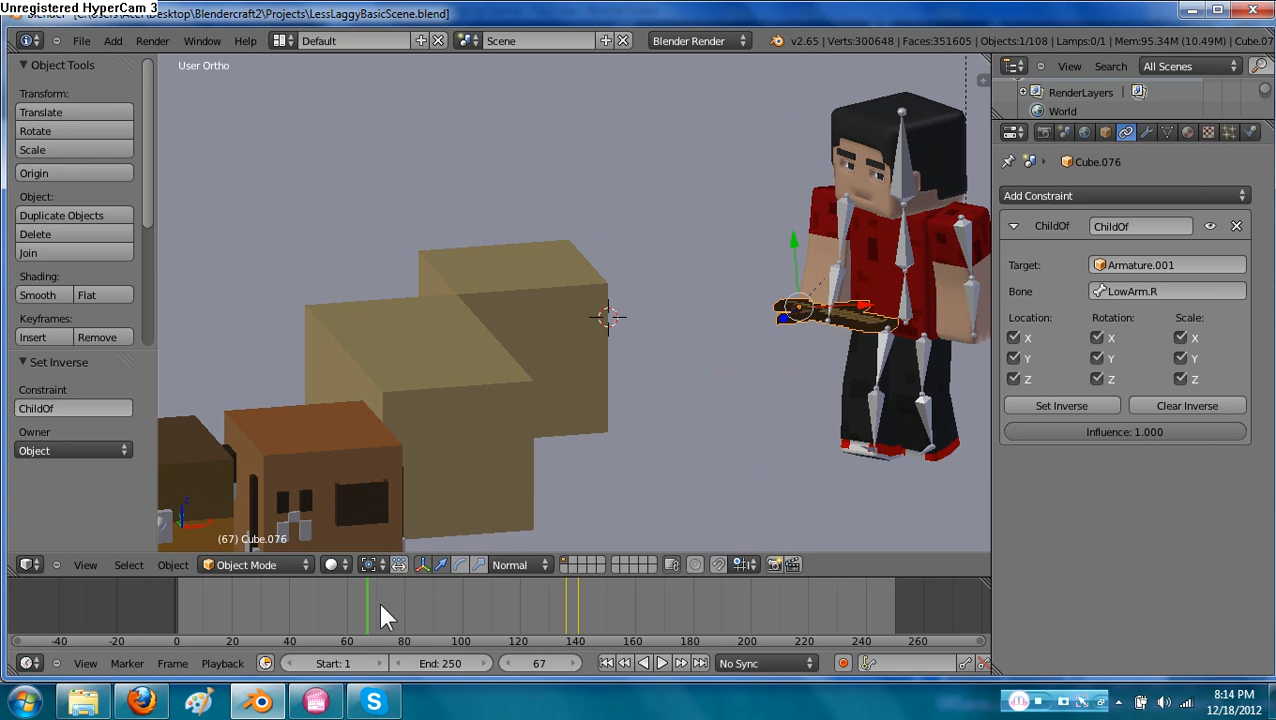 Unregistered HyperCam 3
Desktop\Blendercraft2\Projects\LessLaggyBasicScene.blend]
File Add Render Window Help Default Scene Blender Render v2.65 | Verts:300648 | Faces:351605 | Objects:1/108 | Lamps:0/1 | Mem:95.34M (10.49M) | Cube.07
Object Tools
User Ortho
View Search All Scenes
RenderLayers
World
Transform:
Translate
Rotate
Scale
Origin
Object:
Duplicate Objects
Delete
Join
Shading:
Smooth Flat
Keyframes:
Insert Remove
Set Inverse
Constraint
ChildOf
Owner
Object
Cube.076
Add Constraint
ChildOf ChildOf
Target: Armature.001
Bone LowArm.R
Location: Rotation: Scale:
X X X
Y Y Y
Z Z Z
Set Inverse Clear Inverse
Influence: 1.000
(67) Cube.076
View Select Object Object Mode Normal
-40 -20 0 20 40 60 80 100 120 140 160 180 200 220 240 260
View Marker Frame Playback Start: 1 End: 250 67 No Sync
8:14 PM
12/18/2012